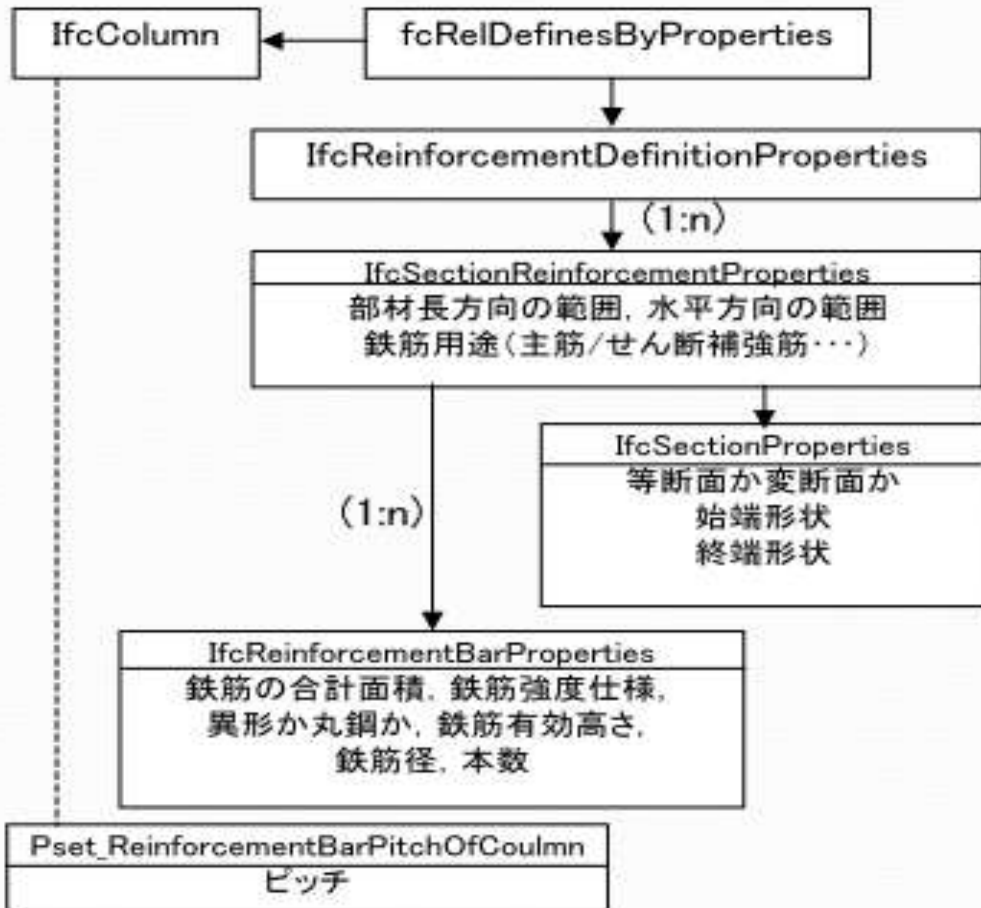 IfcColumn
fcRelDefinesByProperties
IfcReinforcementDefinitionProperties
(1:n)
IfcSectionReinforcementProperties
部材長方向の範囲, 水平方向の範囲
鉄筋用途(主筋/せん断補強筋･･･)
IfcSectionProperties
等断面か変断面か
始端形状
終端形状
(1:n)
IfcReinforcementBarProperties
鉄筋の合計面積, 鉄筋強度仕様,
異形か丸鋼か, 鉄筋有効高さ,
鉄筋径, 本数
Pset_ReinforcementBarPitchOfCoulmn
ピッチ